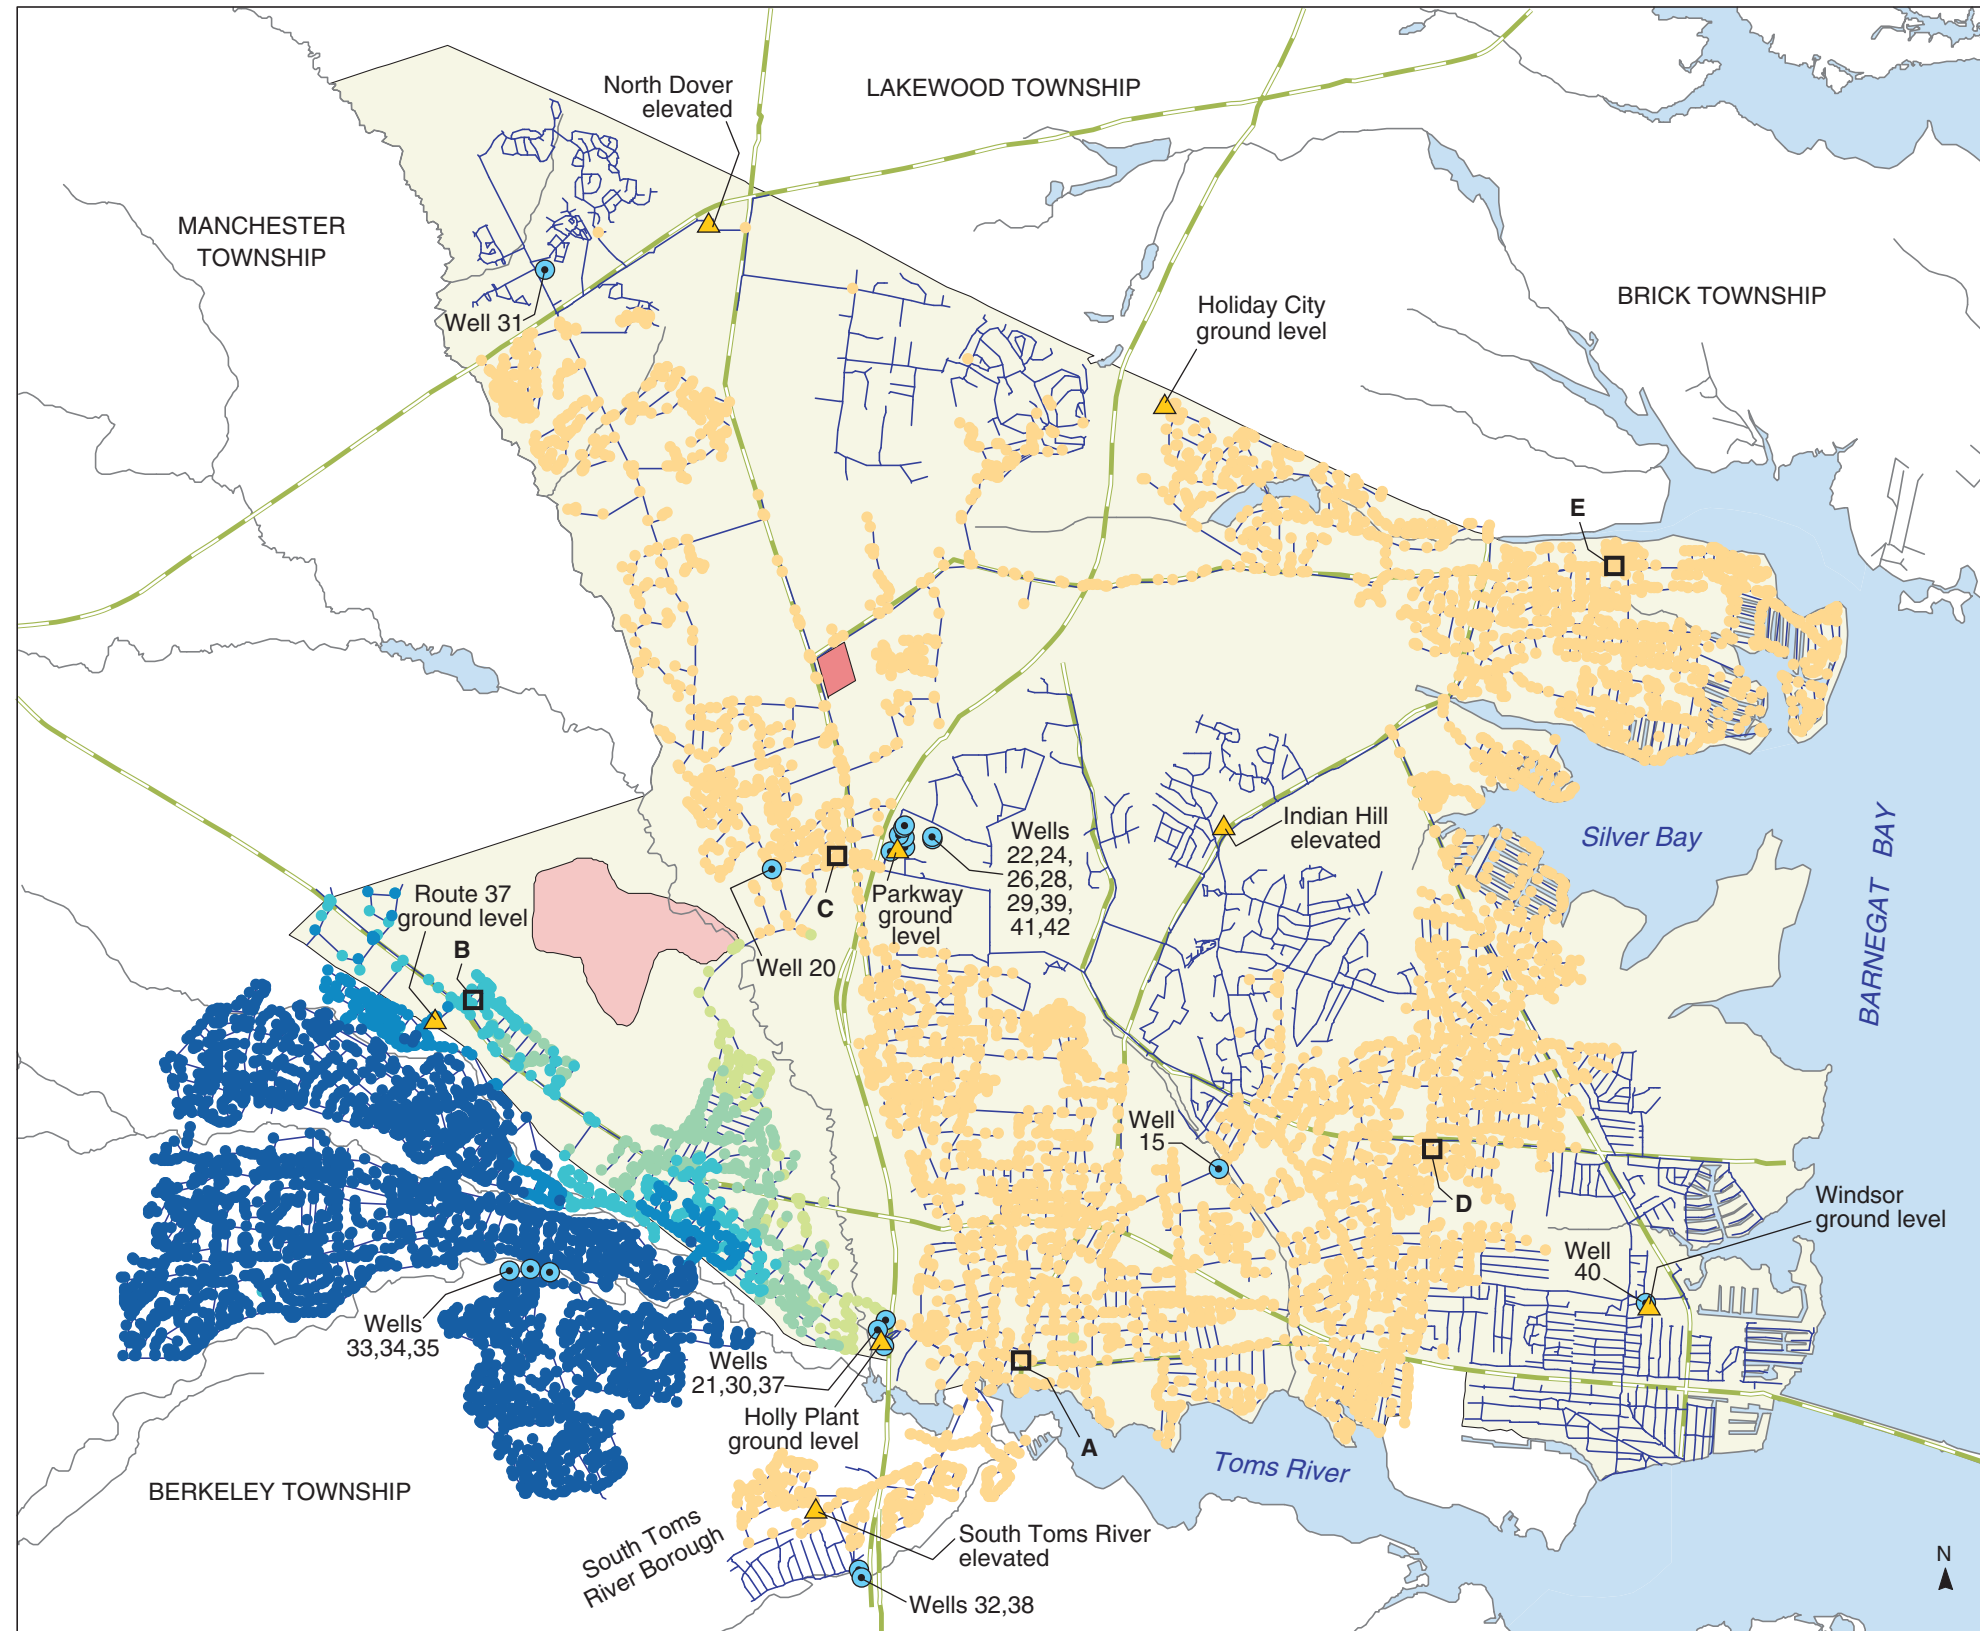 North Dover
elevated
LAKEWOOD TOWNSHIP
MANCHESTER
TOWNSHIP
BRICK TOWNSHIP
Holiday City
ground level
Well 31
E
Indian Hill
elevated
Silver Bay
BARNEGAT BAY
Wells
22,24,
26,28,
29,39,
41,42
Parkway
ground
level
C
Well 20
Route 37
ground level
B
Well
15
D
Windsor
ground level
Well
40
Wells
33,34,35
Wells
21,30,37
Holly Plant
ground level
A
Toms River
BERKELEY TOWNSHIP
South Toms
River Borough
South Toms River
elevated
Wells 32,38
N